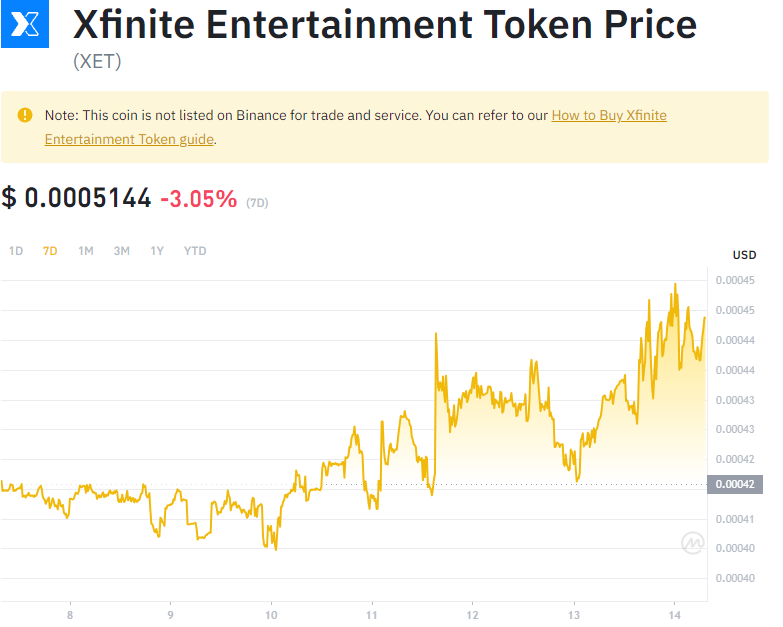 Xfinite Entertainment Token Price
(XET)
Note: This coin is not listed on Binance for trade and service. You can refer to our How to Buy Xfinite
Entertainment Token guide.
$ 0.0005144 -3.05% (7D)
1D 7D 1M 3M 1Y YTD
USD
0.00045
0.00045
0.00044
0.00044
0.00043
0.00043
0.00042
0.00042
0.00041
0.00040
0.00040
8 9 10 11 12 13 14